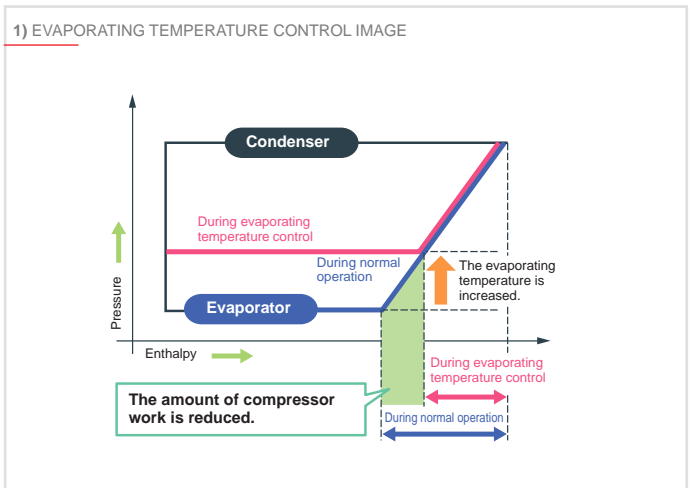 1) EVAPORATING TEMPERATURE CONTROL IMAGE
Condenser
During evaporating
temperature control
During normal
operation
The evaporating
temperature is
increased.
Pressure
Evaporator
Enthalpy
During evaporating
temperature control
The amount of compressor
work is reduced.
During normal operation